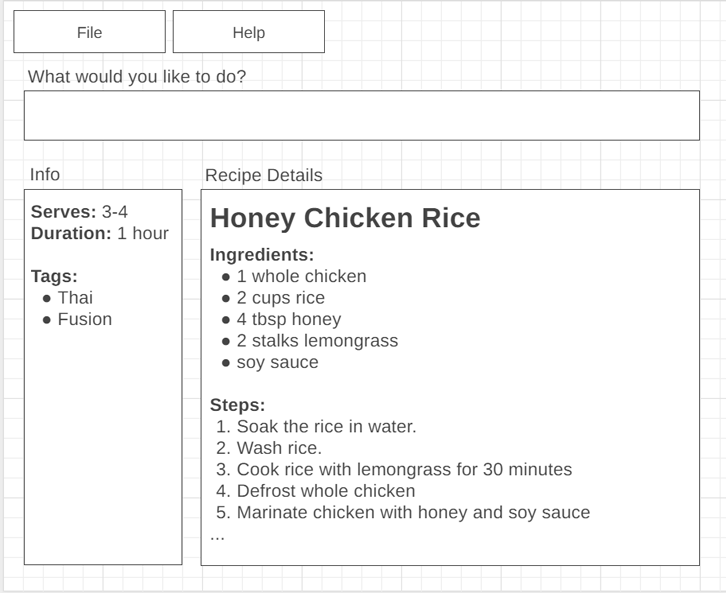 File
Help
What would you like to do?
Info
Serves: 3-4
Duration: 1 hour
Tags:
● Thai
● Fusion
Recipe Details
Honey Chicken Rice
Ingredients:
● 1 whole chicken
● 2 cups rice
● 4 tbsp honey
● 2 stalks lemongrass
● soy sauce
Steps:
1. Soak the rice in water.
2. Wash rice.
3. Cook rice with lemongrass for 30 minutes
4. Defrost whole chicken
5. Marinate chicken with honey and soy sauce
...